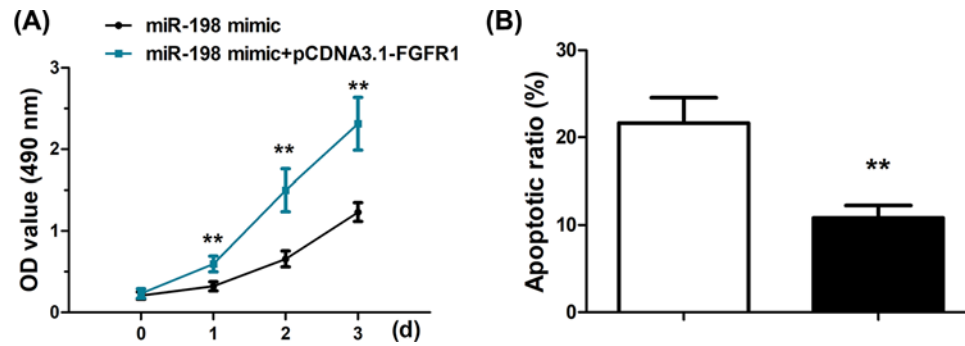 (A)
miR-198 mimic
miR-198 mimic+pCDNA3.1-FGFR1
OD value (490 nm)
3
2
1
0
**
**
**
0 1 2 3 (d)
(B)
Apoptotic ratio (%)
30
20
10
0
**